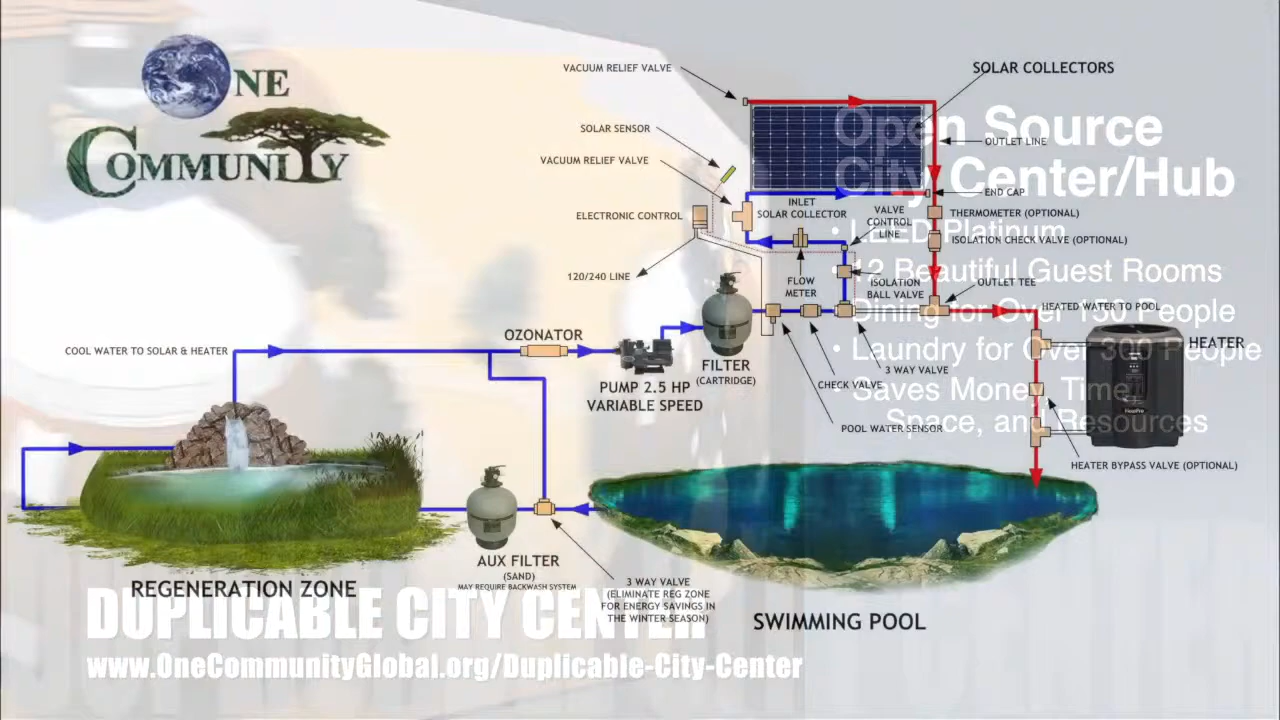 ONE
COMMUNITY
VACUUM RELIEF VALVE
SOLAR COLLECTORS
SOLAR SENSOR
OUTLET LINE
VACUUM RELIEF VALVE
END CAP
INLET
SOLAR COLLECTOR
VALVE
CONTROL
LINE
THERMOMETER (OPTIONAL)
ELECTRONIC CONTROL
ISOLATION CHECK VALVE (OPTIONAL)
120/240 LINE
FLOW
METER
ISOLATION
BALL VALVE
OUTLET TEE
HEATED WATER TO POOL
Open Source
City Center/Hub
• LEED Platinum
• 12 Beautiful Guest Rooms
• Dining for Over 150 People
• Laundry for Over 300 People
• Saves Money, Time,
Space, and Resources
OZONATOR
COOL WATER TO SOLAR & HEATER
FILTER
(CARTRIDGE)
HEATER
PUMP 2.5 HP
VARIABLE SPEED
3 WAY VALVE
CHECK VALVE
POOL WATER SENSOR
HEATER BYPASS VALVE (OPTIONAL)
AUX FILTER
(SAND)
MAY REQUIRE BACKWASH SYSTEM
3 WAY VALVE
(ELIMINATE REG ZONE
FOR ENERGY SAVINGS IN
THE WINTER SEASON)
REGENERATION ZONE
SWIMMING POOL
DUPLICABLE CITY CENTER
www.OneCommunityGlobal.org/Duplicable-City-Center